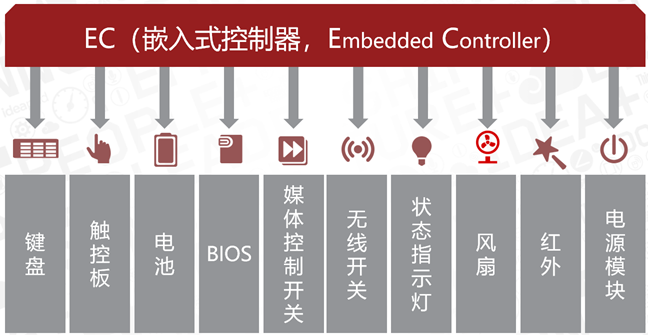 EC（嵌入式控制器，Embedded Controller）
键盘
触控板
电池
BIOS
媒体控制开关
无线开关
状态指示灯
风扇
红外
电源模块